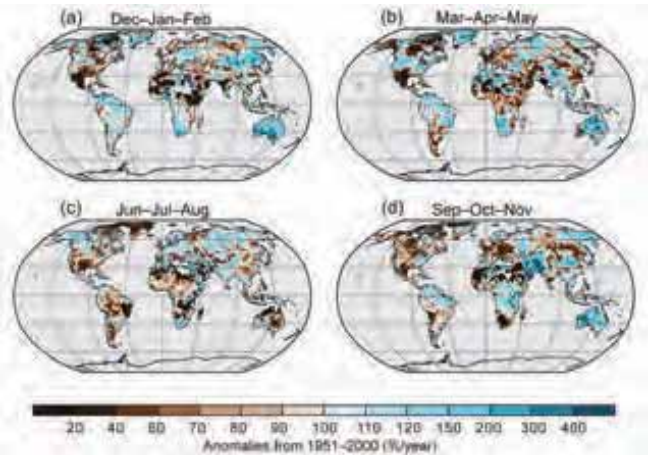 (a) Dec–Jan–Feb
(b) Mar–Apr–May
(c) Jun–Jul–Aug
(d) Sep–Oct–Nov
20 40 60 70 80 90 100 110 120 150 200 300 400
Anomalies from 1951–2000 (%/year)